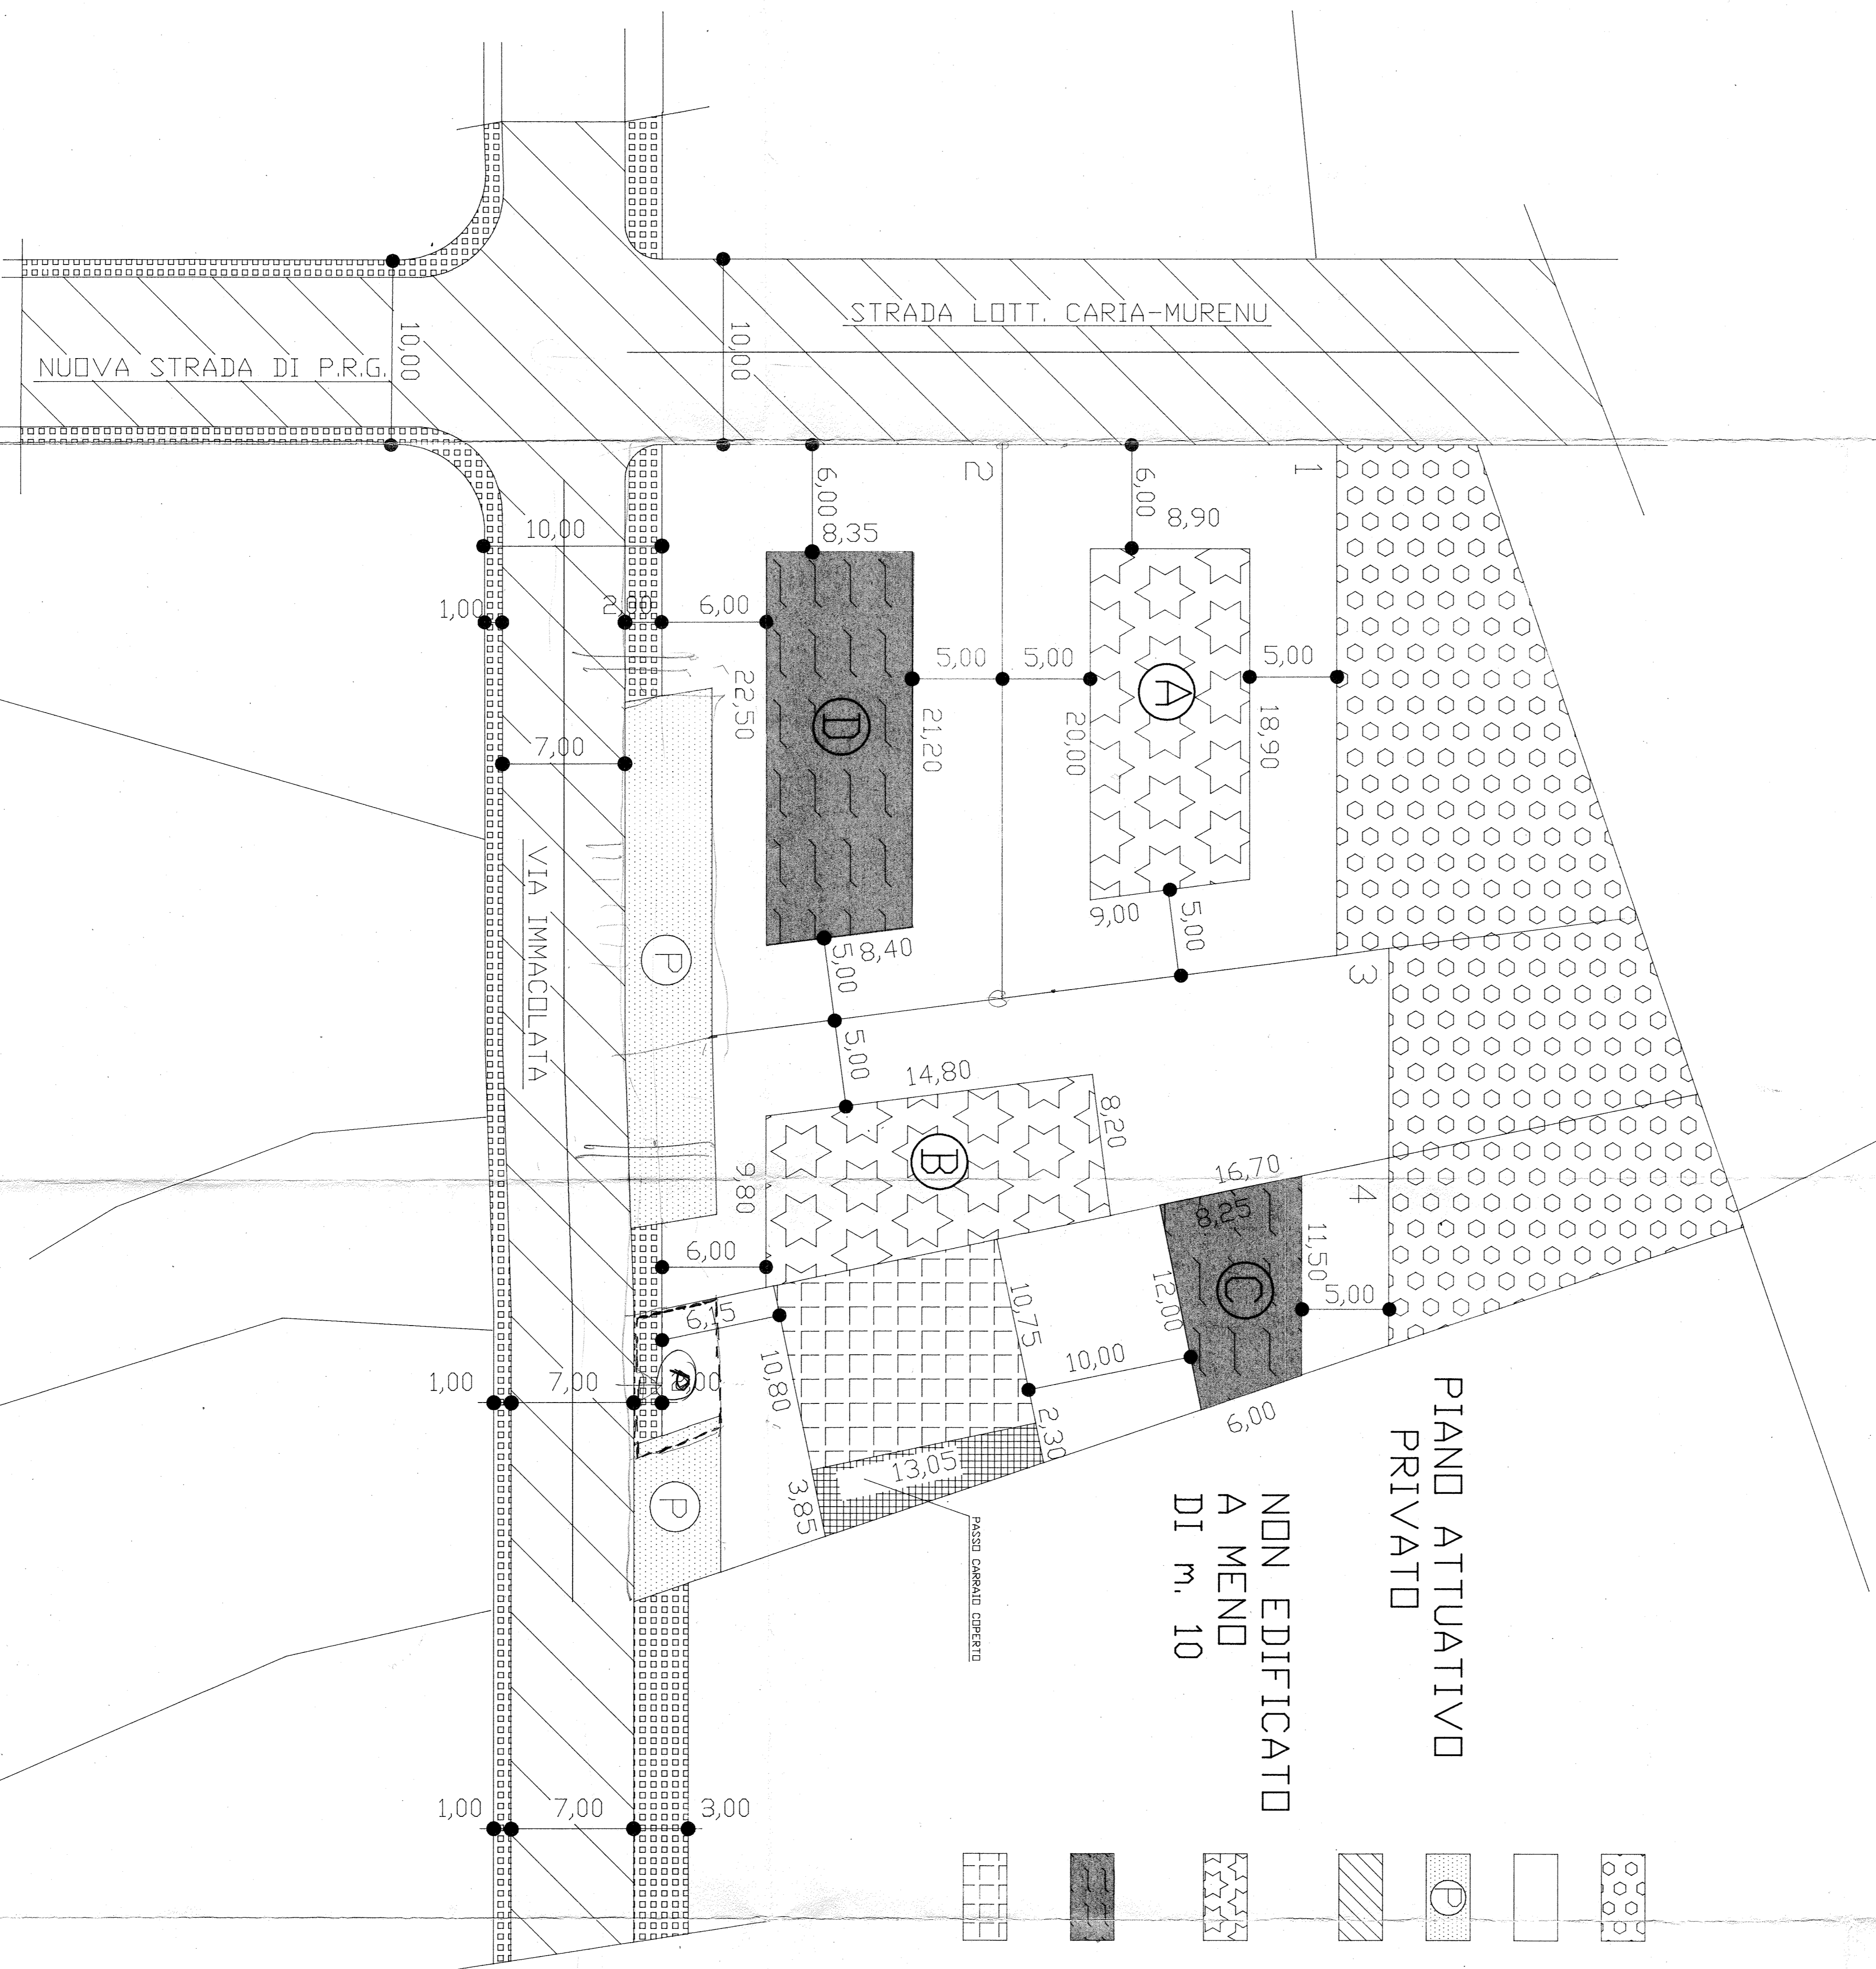 STRADA LOTT. CARIA-MURENU
NUOVA STRADA DI P.R.G.
10,00
10,00
1
2
6,00
6,00
8,90
8,35
10,00
1,00
2,00
6,00
5,00
5,00
5,00
A
D
22,50
21,20
20,00
18,90
7,00
VIA IMMACOLATA
P
9,00
5,00
5,00
8,40
3
5,00
14,80
8,20
B
9,80
16,70
4
8,25
11,50
C
12,00
5,00
6,00
6,15
10,75
10,80
10,00
1,00
7,00
2,00
P
6,00
2,30
13,05
3,85
P
PASSO CARRAIO COPERTO
PIANO ATTUATIVO
PRIVATO
NON EDIFICATO
A MENO
DI m. 10
1,00
7,00
3,00
P